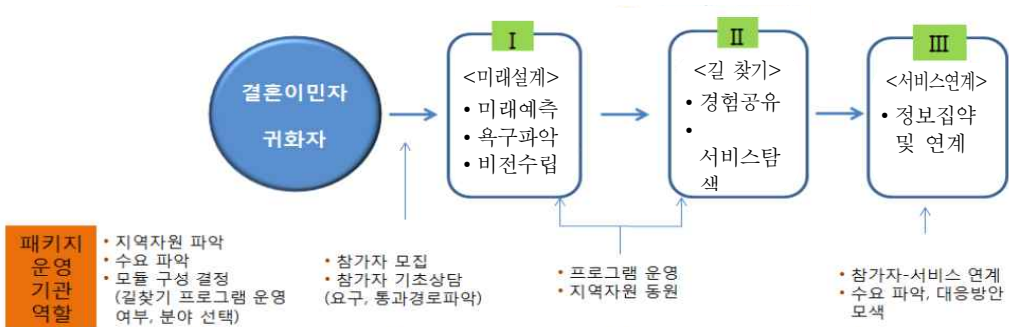 결혼이민자
귀화자
Ⅰ
<미래설계>
• 미래예측
• 욕구파악
• 비전수립
Ⅱ
<길 찾기>
• 경험공유
•
서비스탐
색
Ⅲ
<서비스연계>
• 정보집약
및 연계
패키지
운영
기관
역할
• 지역자원 파악
• 수요 파악
• 모듈 구성 결정
(길찾기 프로그램 운영
여부, 분야 선택)
• 참가자 모집
• 참가자 기초상담
(요구, 통과경로파악)
• 프로그램 운영
• 지역자원 동원
• 참가자-서비스 연계
• 수요 파악, 대응방안
모색